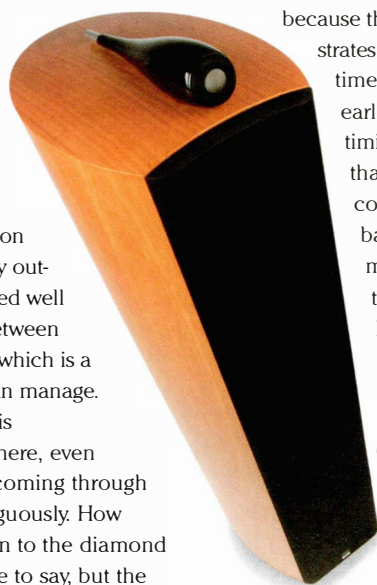 on
y out-
ed well
etween
which is a
n manage.
is
here, even
coming through
guously. How
n to the diamond
e to say, but the
because th
strates
time
earl
timi
tha
co
ba
m
t